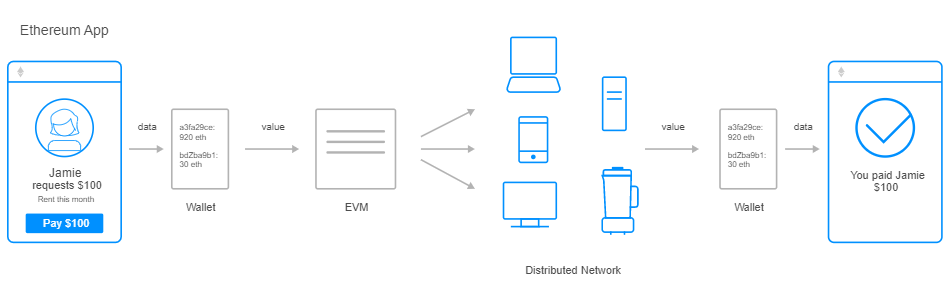 Ethereum App
Jamie
requests $100
Rent this month
Pay $100
data
a3fa29ce:
920 eth
bdZba9b1:
30 eth
Wallet
value
EVM
Distributed Network
value
a3fa29ce:
920 eth
bdZba9b1:
30 eth
Wallet
data
You paid Jamie
$100